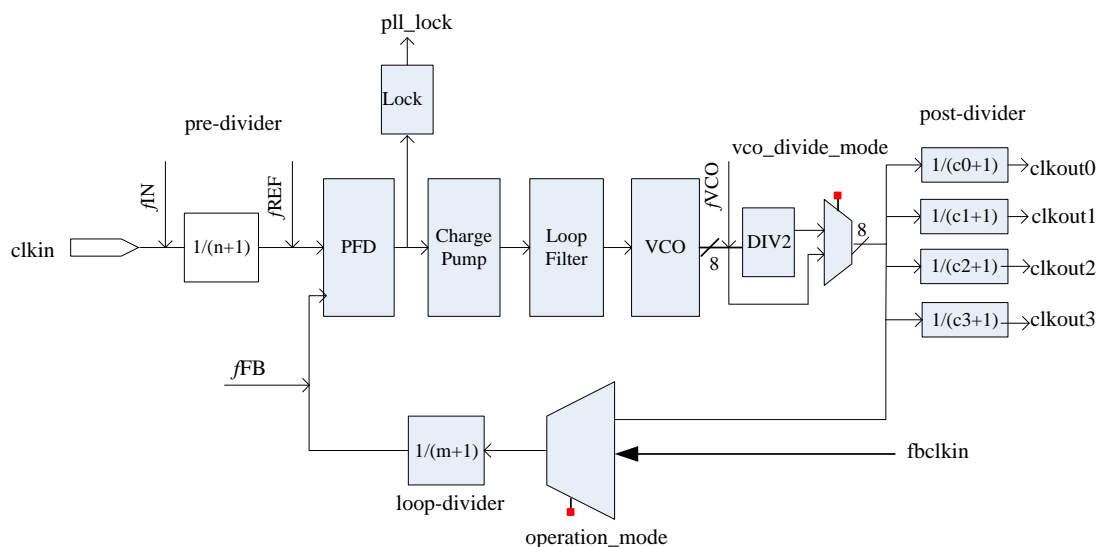 pll_lock
Lock
pre-divider
post-divider
vco_divide_mode
fIN
fREF
fVCO
clkin
1/(n+1)
PFD
Charge
Pump
Loop
Filter
VCO
8
DIV2
8
1/(c0+1)
clkout0
1/(c1+1)
clkout1
1/(c2+1)
clkout2
1/(c3+1)
clkout3
fFB
1/(m+1)
loop-divider
fbclkin
operation_mode